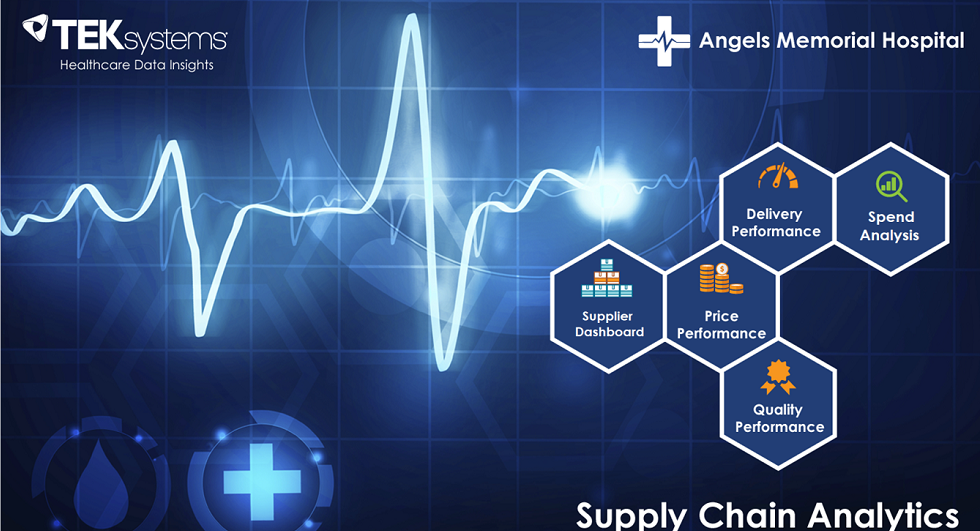 TEKsystems
Healthcare Data Insights
Angels Memorial Hospital
Delivery
Performance
Spend
Analysis
Supplier
Dashboard
Price
Performance
Quality
Performance
Supply Chain Analytics